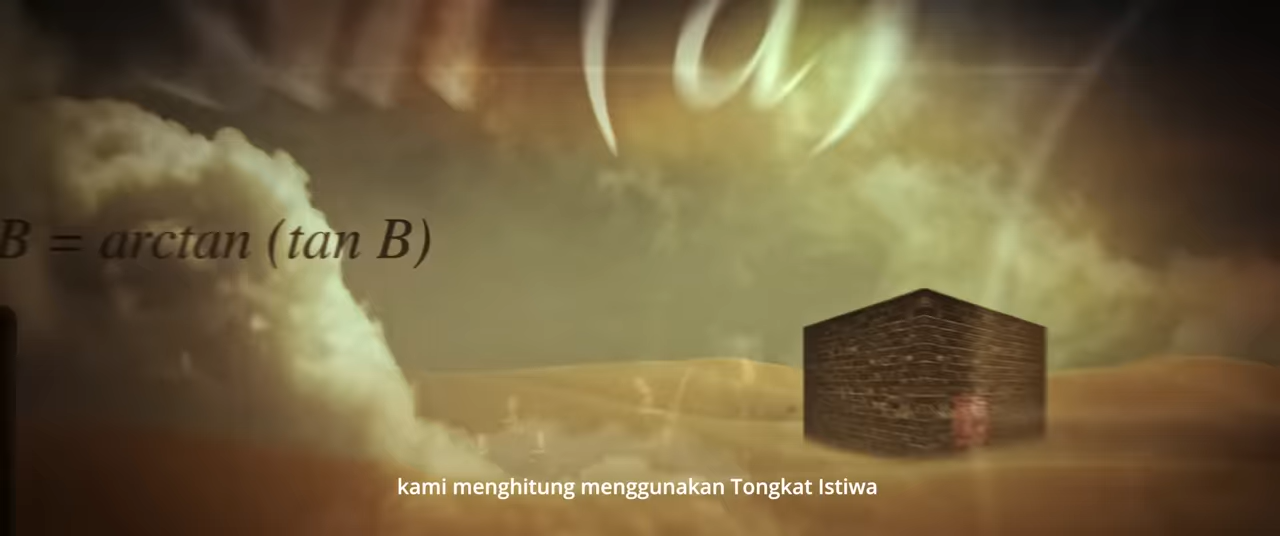 (a)
B = arctan (tan B)
kami menghitung menggunakan Tongkat Istiwa